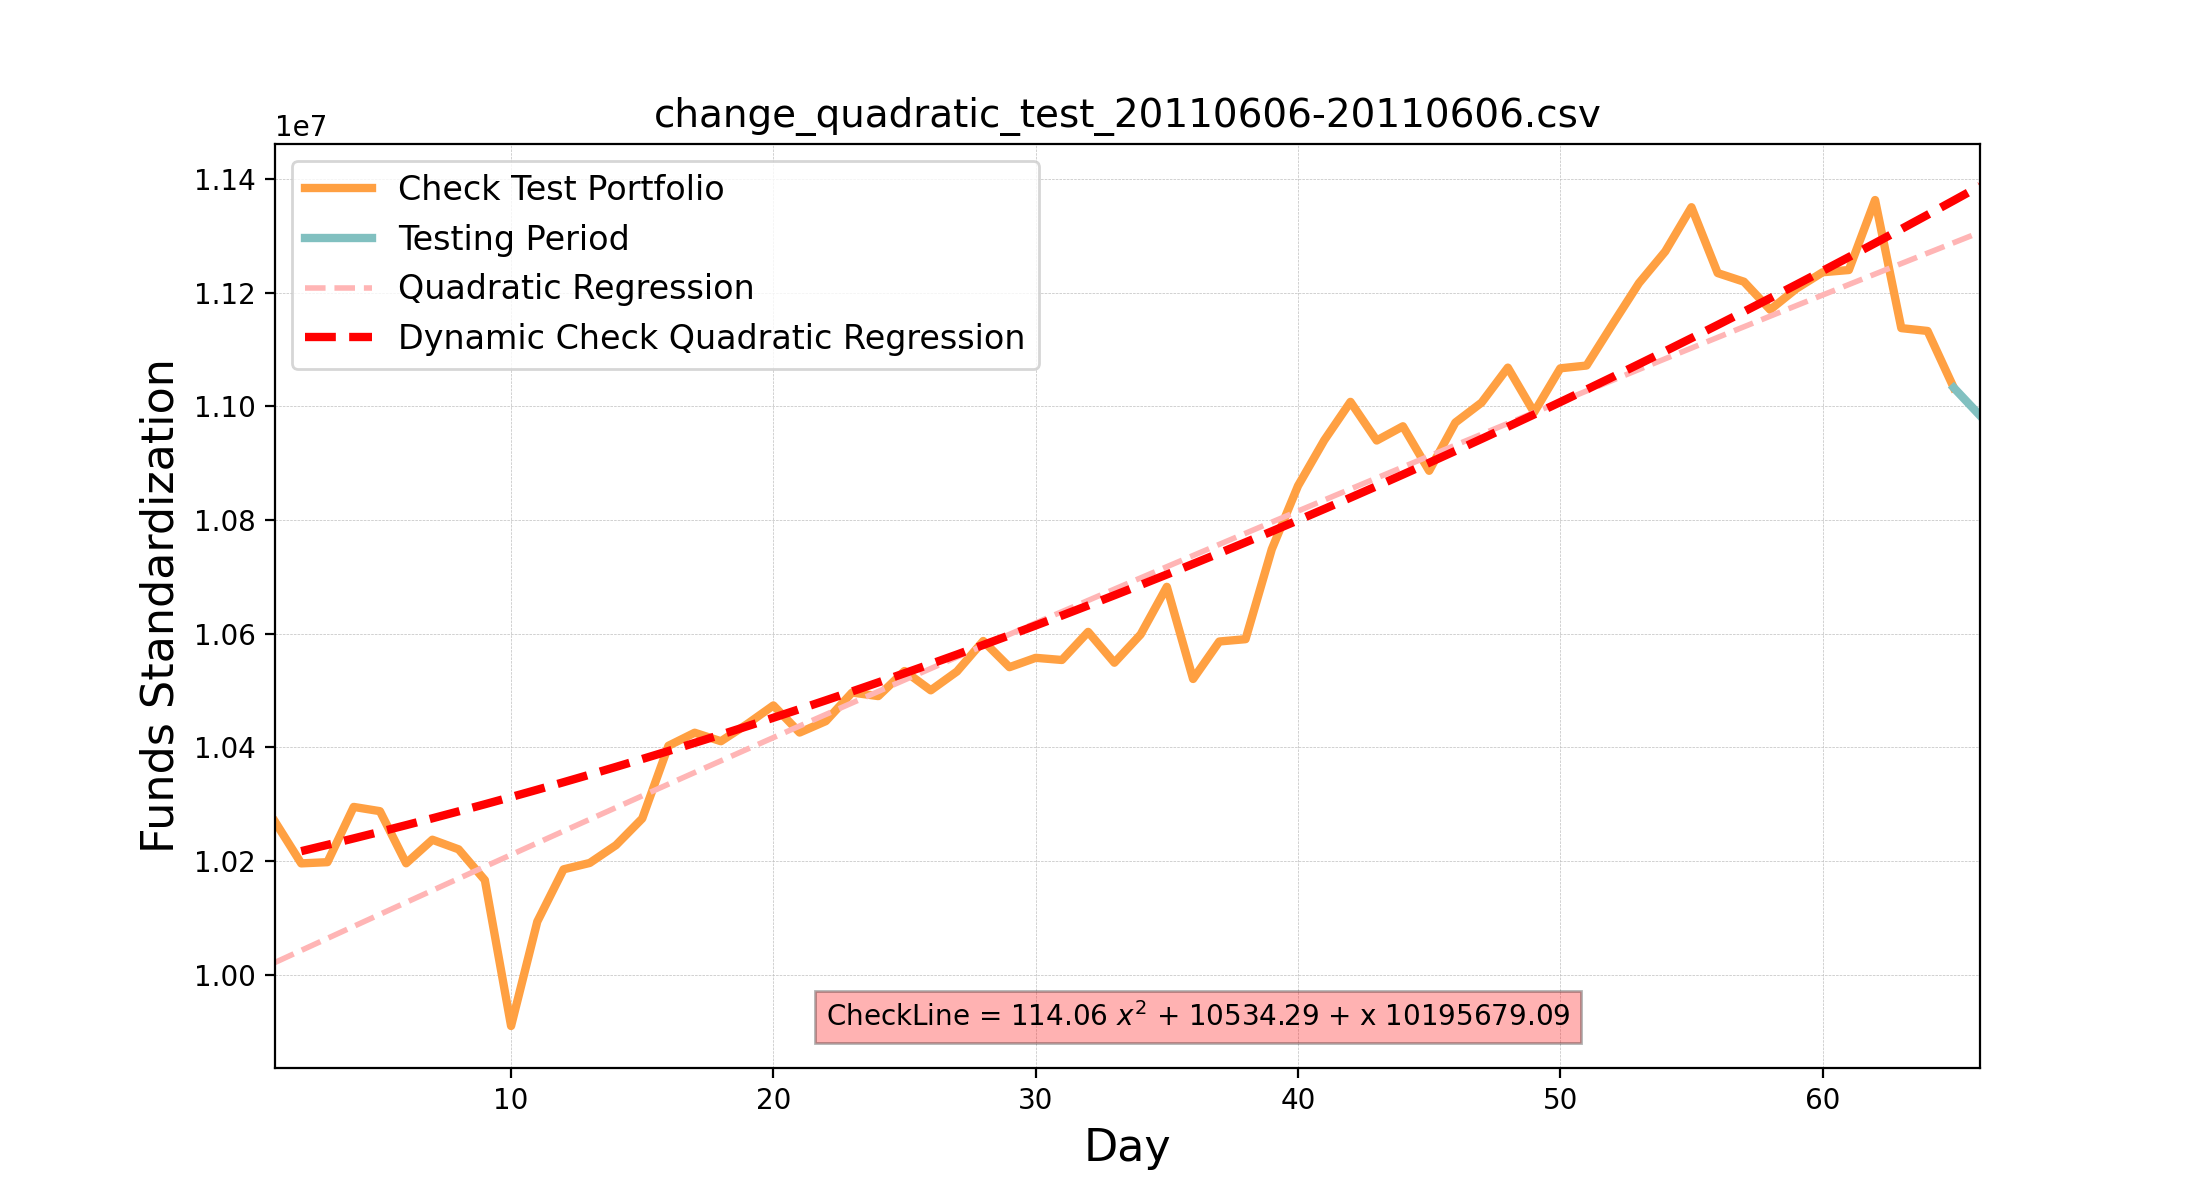 change_quadratic_test_20110606-20110606.csv
1e7
Check Test Portfolio
Testing Period
Quadratic Regression
Dynamic Check Quadratic Regression
1.14
1.12
1.10
1.08
1.06
1.04
1.02
1.00
Funds Standardization
CheckLine = 114.06 x² + 10534.29 + x 10195679.09
10 20 30 40 50 60
Day